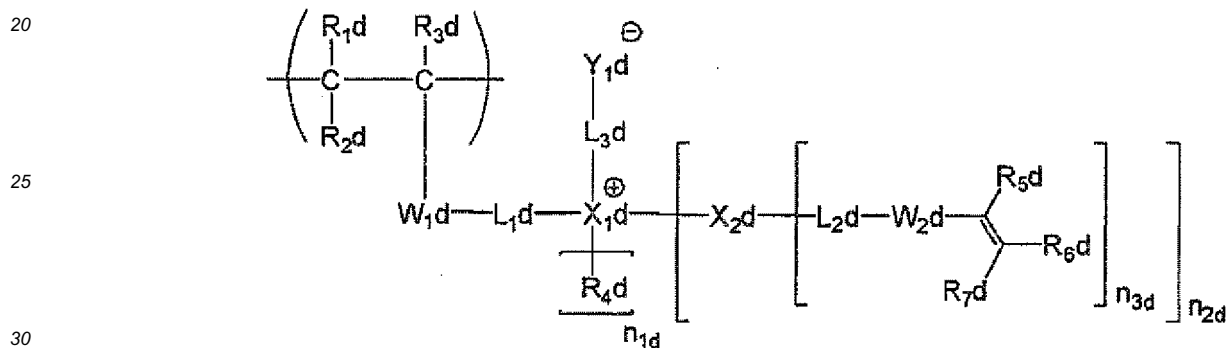 20
R₁d R₃d ⊖
Y₁d
C C
R₂d L₃d
25 ⊕ R₅d
W₁d L₁d X₁d X₂d L₂d W₂d
R₆d
R₄d R₇d
n₁d n₃d n₂d
30